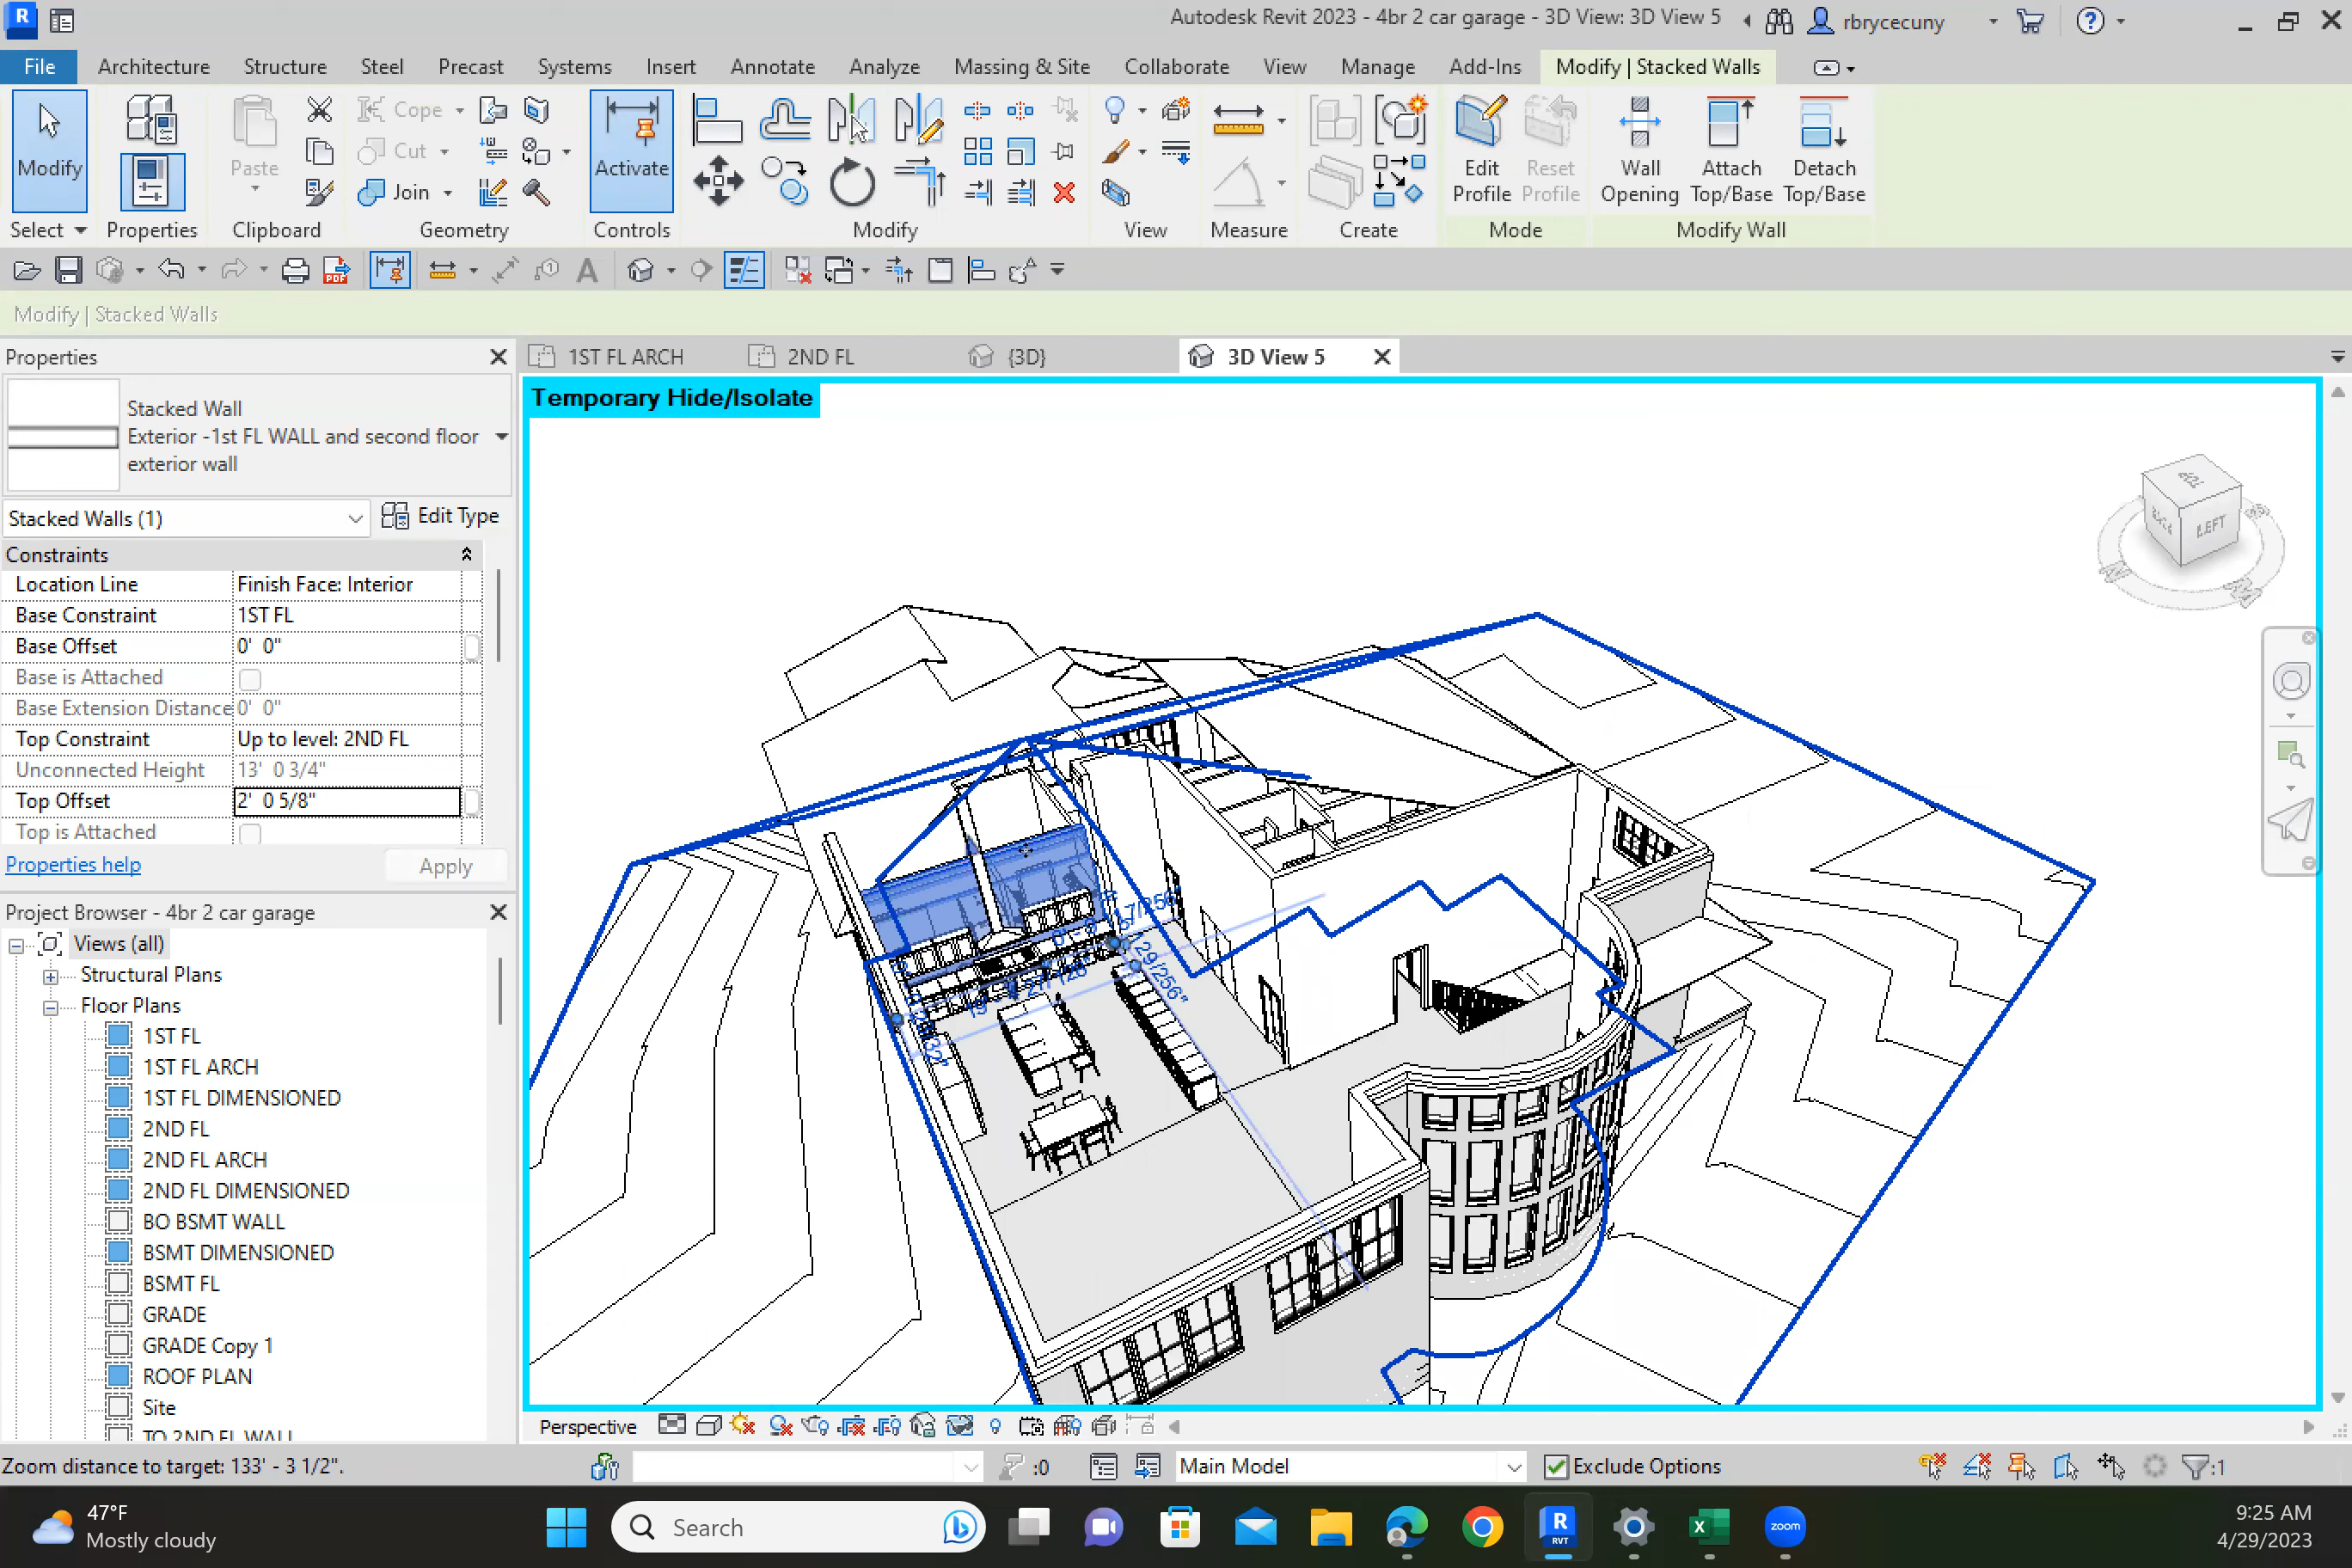 Autodesk Revit 2023 - 4br 2 car garage - 3D View: 3D View 5
rbrycecuny
File Architecture Structure Steel Precast Systems Insert Annotate Analyze Massing & Site Collaborate View Manage Add-Ins Modify | Stacked Walls
Modify
Paste
Cope
Cut
Join
Activate
Edit Profile
Reset Profile
Wall Opening
Attach Top/Base
Detach Top/Base
Select Properties Clipboard Geometry Controls Modify View Measure Create Mode Modify Wall
Modify | Stacked Walls
Properties
1ST FL ARCH 2ND FL {3D} 3D View 5
Temporary Hide/Isolate
Stacked Wall
Exterior -1st FL WALL and second floor
exterior wall
Stacked Walls (1) Edit Type
Constraints
Location Line Finish Face: Interior
Base Constraint 1ST FL
Base Offset 0' 0"
Base is Attached
Base Extension Distance 0' 0"
Top Constraint Up to level: 2ND FL
Unconnected Height 13' 0 3/4"
Top Offset 2' 0 5/8"
Top is Attached
Properties help Apply
Project Browser - 4br 2 car garage
Views (all)
Structural Plans
Floor Plans
1ST FL
1ST FL ARCH
1ST FL DIMENSIONED
2ND FL
2ND FL ARCH
2ND FL DIMENSIONED
BO BSMT WALL
BSMT DIMENSIONED
BSMT FL
GRADE
GRADE Copy 1
ROOF PLAN
Site
TO 2ND FL WALL
TOP
LEFT
Perspective
Zoom distance to target: 133' - 3 1/2".
:0
Main Model
Exclude Options
:1
47°F
Mostly cloudy
Search
zoom
9:25 AM
4/29/2023